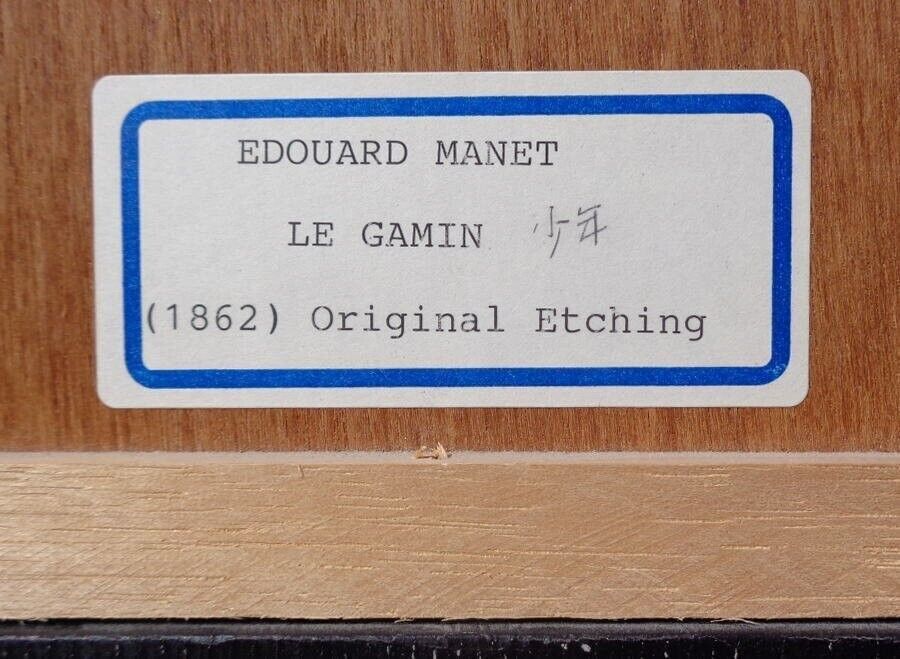 EDOUARD MANET
LE GAMIN 少年
(1862) Original Etching